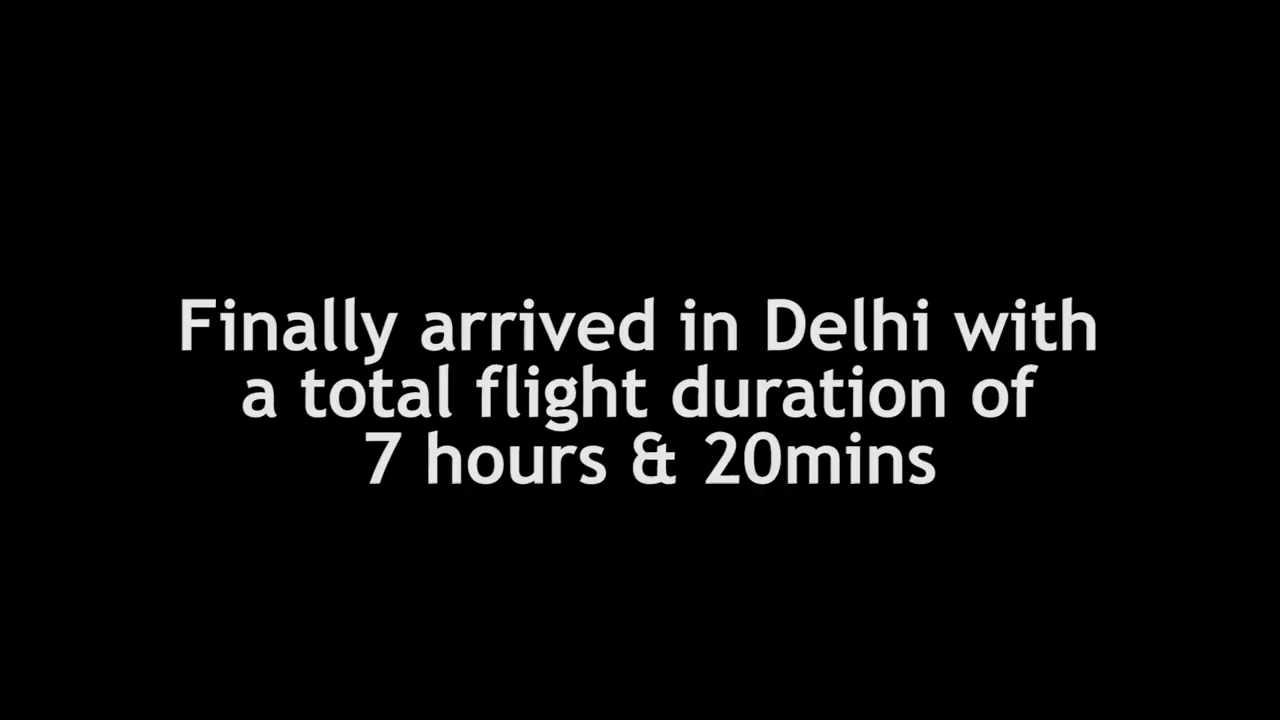 Finally arrived in Delhi with
a total flight duration of
7 hours & 20mins